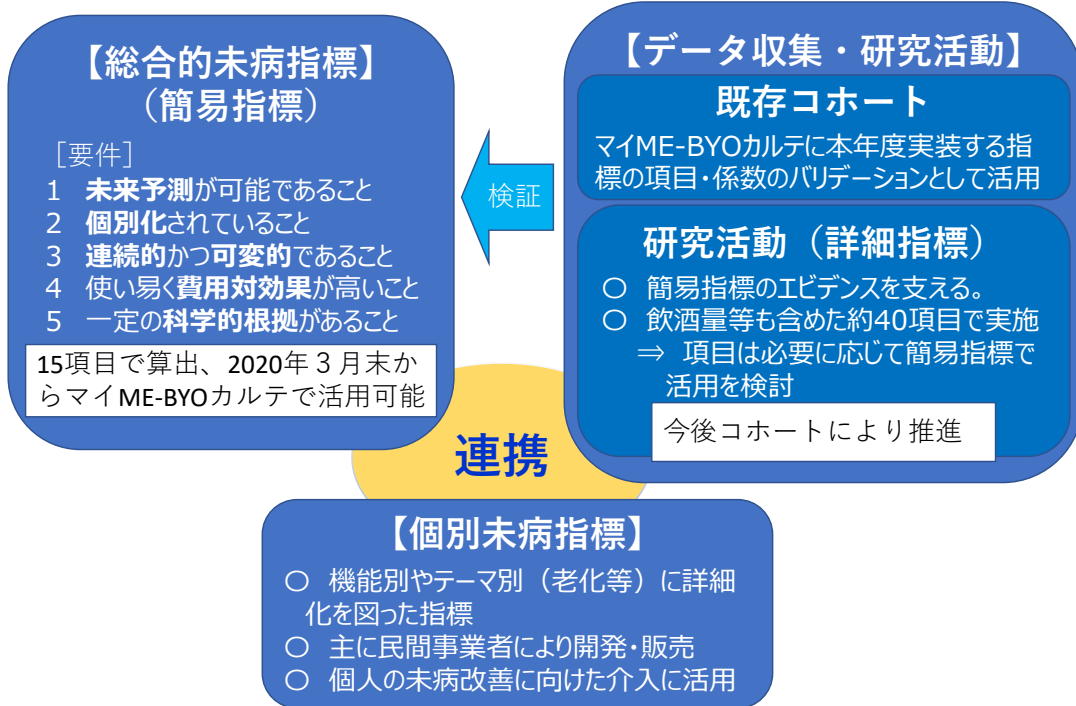 【総合的未病指標】
（簡易指標）
［要件］
1 未来予測が可能であること
2 個別化されていること
3 連続的かつ可変的であること
4 使い易く費用対効果が高いこと
5 一定の科学的根拠があること
15項目で算出、2020年３月末か
らマイME-BYOカルテで活用可能
検証
【データ収集・研究活動】
既存コホート
マイME-BYOカルテに本年度実装する指
標の項目・係数のバリデーションとして活用
研究活動（詳細指標）
○ 簡易指標のエビデンスを支える。
○ 飲酒量等も含めた約40項目で実施
⇒ 項目は必要に応じて簡易指標で
活用を検討
今後コホートにより推進
連携
【個別未病指標】
○ 機能別やテーマ別（老化等）に詳細
化を図った指標
○ 主に民間事業者により開発・販売
○ 個人の未病改善に向けた介入に活用